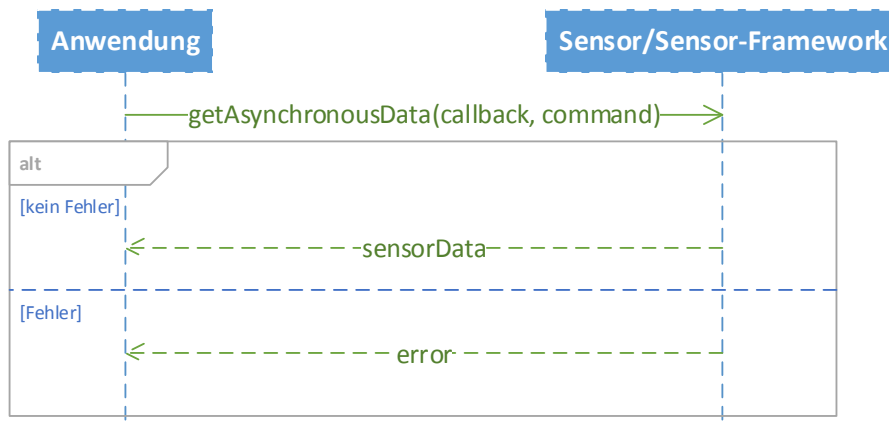 Anwendung
Sensor/Sensor-Framework
getAsynchronousData(callback, command)
alt
[kein Fehler]
sensorData
[Fehler]
error